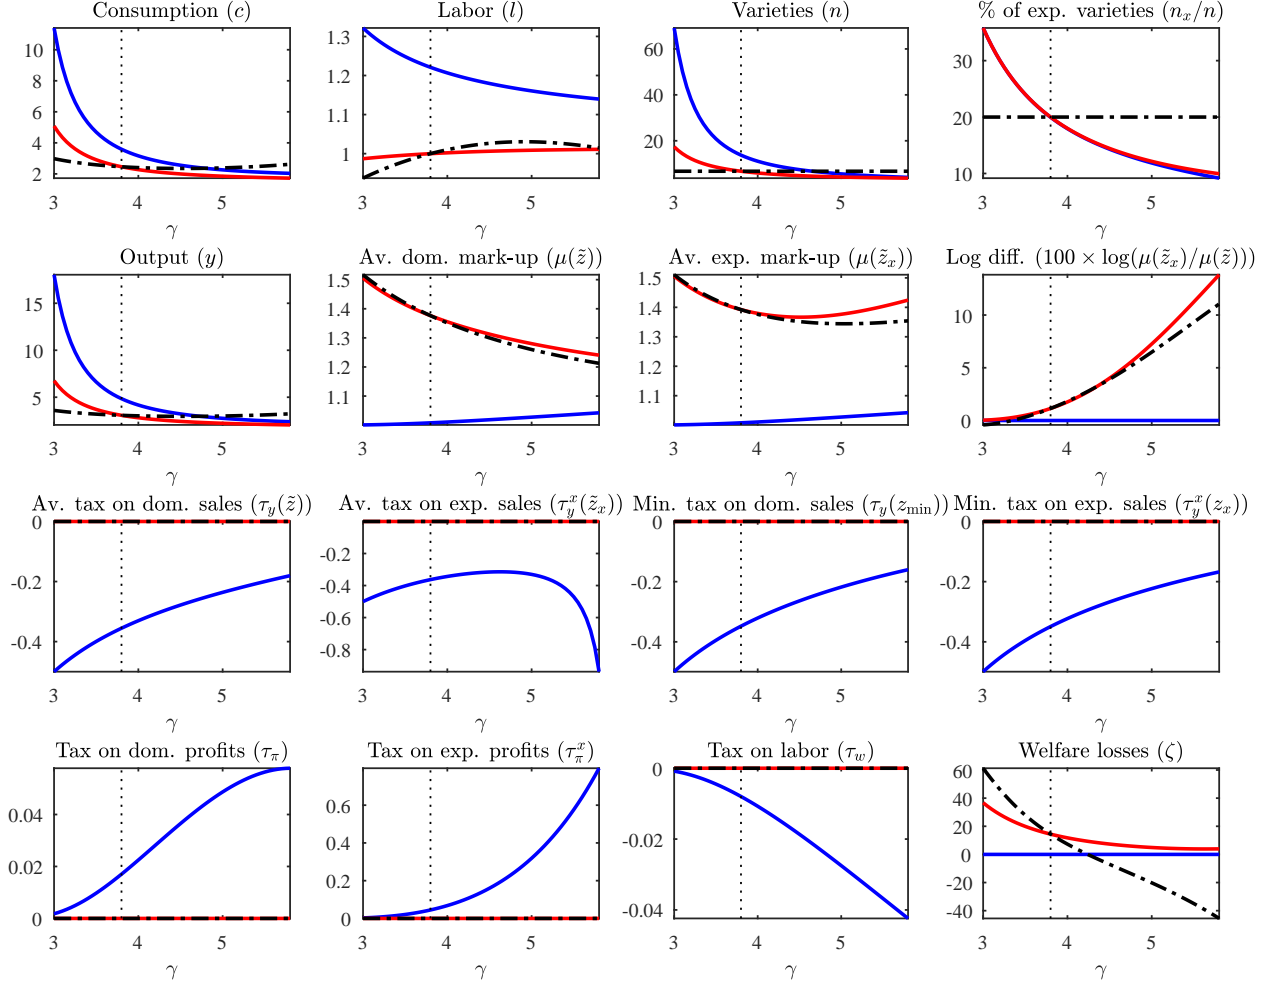 Consumption (c) Labor (l) Varieties (n) % of exp. varieties (nₓ/n)
10 8 6 4 2
3 4 5
γ
1.3 1.2 1.1 1
3 4 5
γ
60 40 20
3 4 5
γ
30 20 10
3 4 5
γ
Output (y) Av. dom. mark-up (μ(z̃)) Av. exp. mark-up (μ(z̃ₓ)) Log diff. (100 × log(μ(z̃ₓ)/μ(z̃)))
15 10 5
3 4 5
γ
1.5 1.4 1.3 1.2 1.1
3 4 5
γ
1.5 1.4 1.3 1.2 1.1
3 4 5
γ
10 5 0
3 4 5
γ
Av. tax on dom. sales (τ_y(z̃)) Av. tax on exp. sales (τ_y^x(z̃ₓ)) Min. tax on dom. sales (τ_y(z_min)) Min. tax on exp. sales (τ_y^x(zₓ))
0 -0.2 -0.4
3 4 5
γ
-0.2 -0.4 -0.6 -0.8
3 4 5
γ
0 -0.2 -0.4
3 4 5
γ
0 -0.2 -0.4
3 4 5
γ
Tax on dom. profits (τ_π) Tax on exp. profits (τ_π^x) Tax on labor (τ_w) Welfare losses (ζ)
0.04 0.02 0
3 4 5
γ
0.6 0.4 0.2 0
3 4 5
γ
0 -0.02 -0.04
3 4 5
γ
60 40 20 0 -20 -40
3 4 5
γ